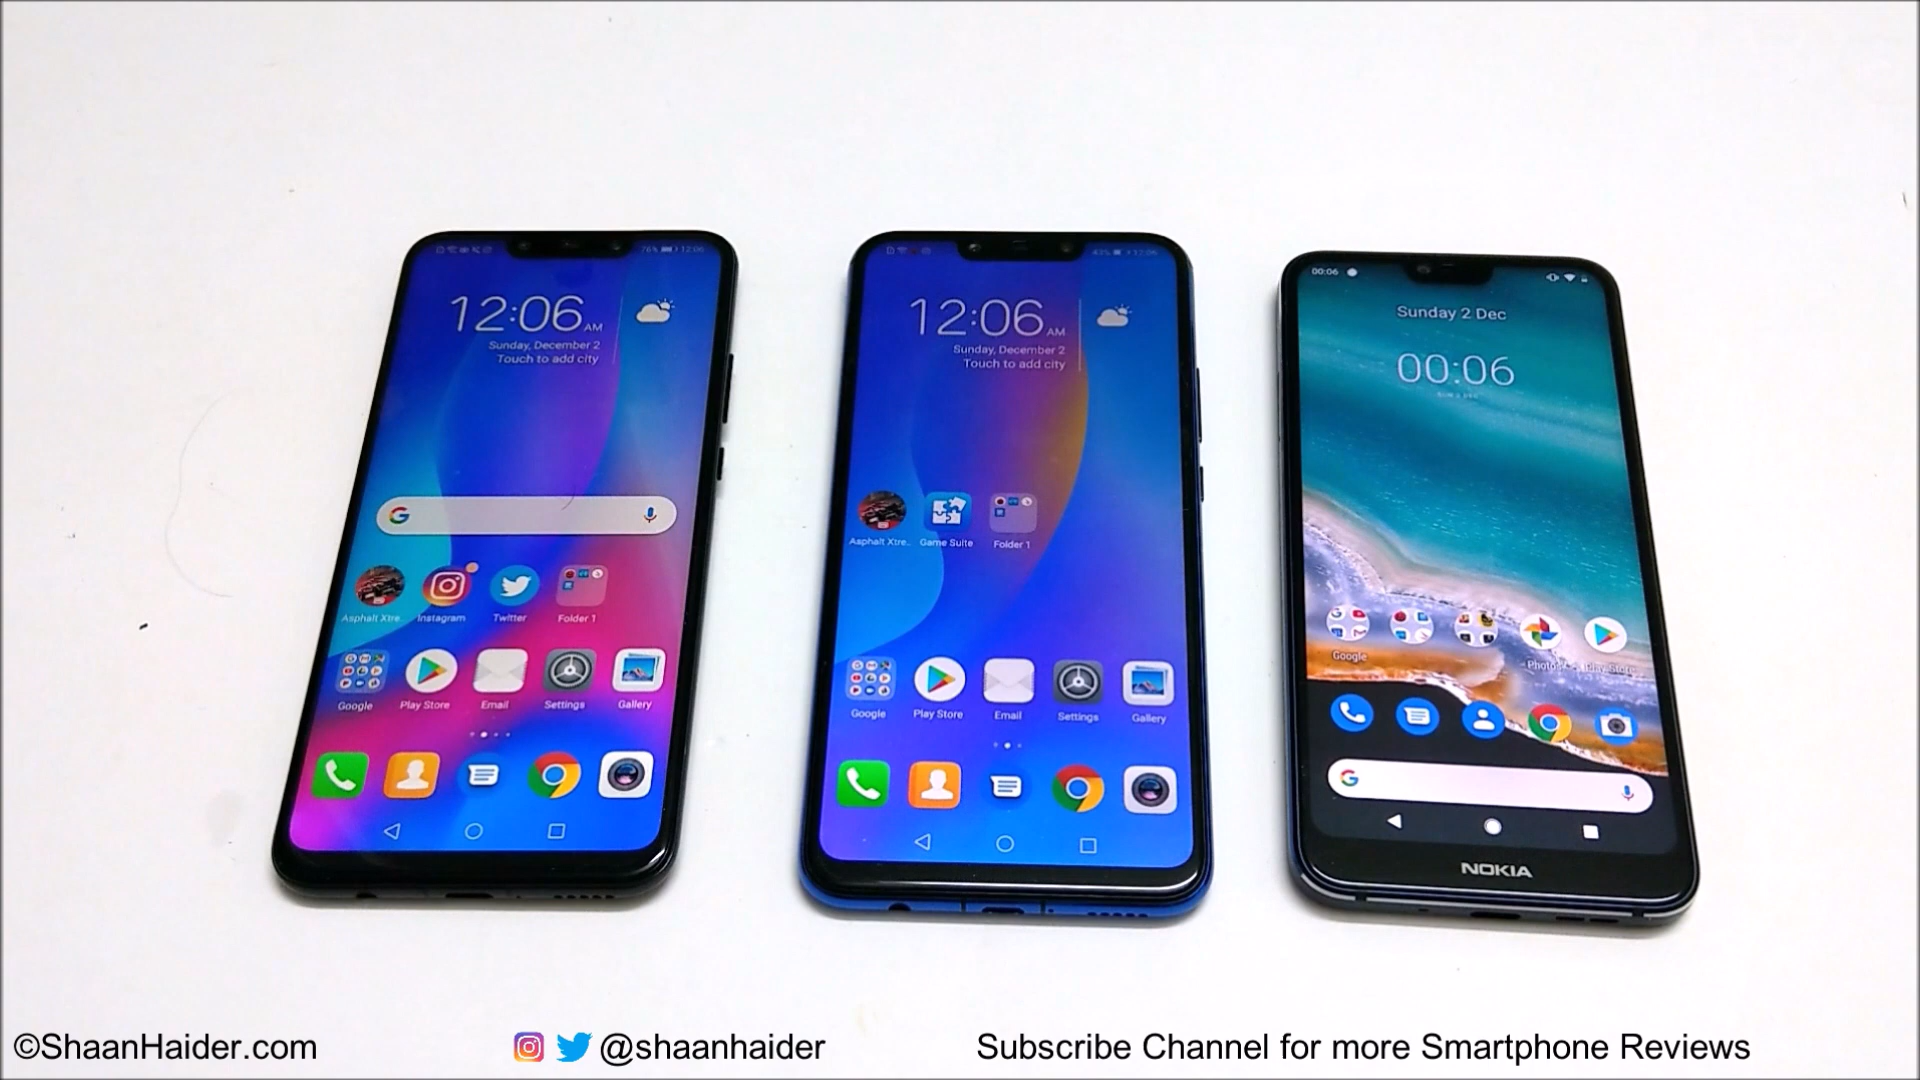 76% 12:06
12:06 AM
Sunday, December 2
Touch to add city
Asphalt Xtre..
Instagram
Twitter
Folder 1
Google
Play Store
Email
Settings
Gallery
12:06 AM
Sunday, December 2
Touch to add city
Asphalt Xtre..
Game Suite
Folder 1
Google
Play Store
Email
Settings
Gallery
00:06
Sunday 2 Dec
00:06
Google
Photos
Play Store
NOKIA
©ShaanHaider.com
@shaanhaider
Subscribe Channel for more Smartphone Reviews